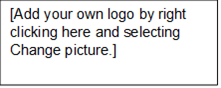 [Add your own logo by right
clicking here and selecting
Change picture.]